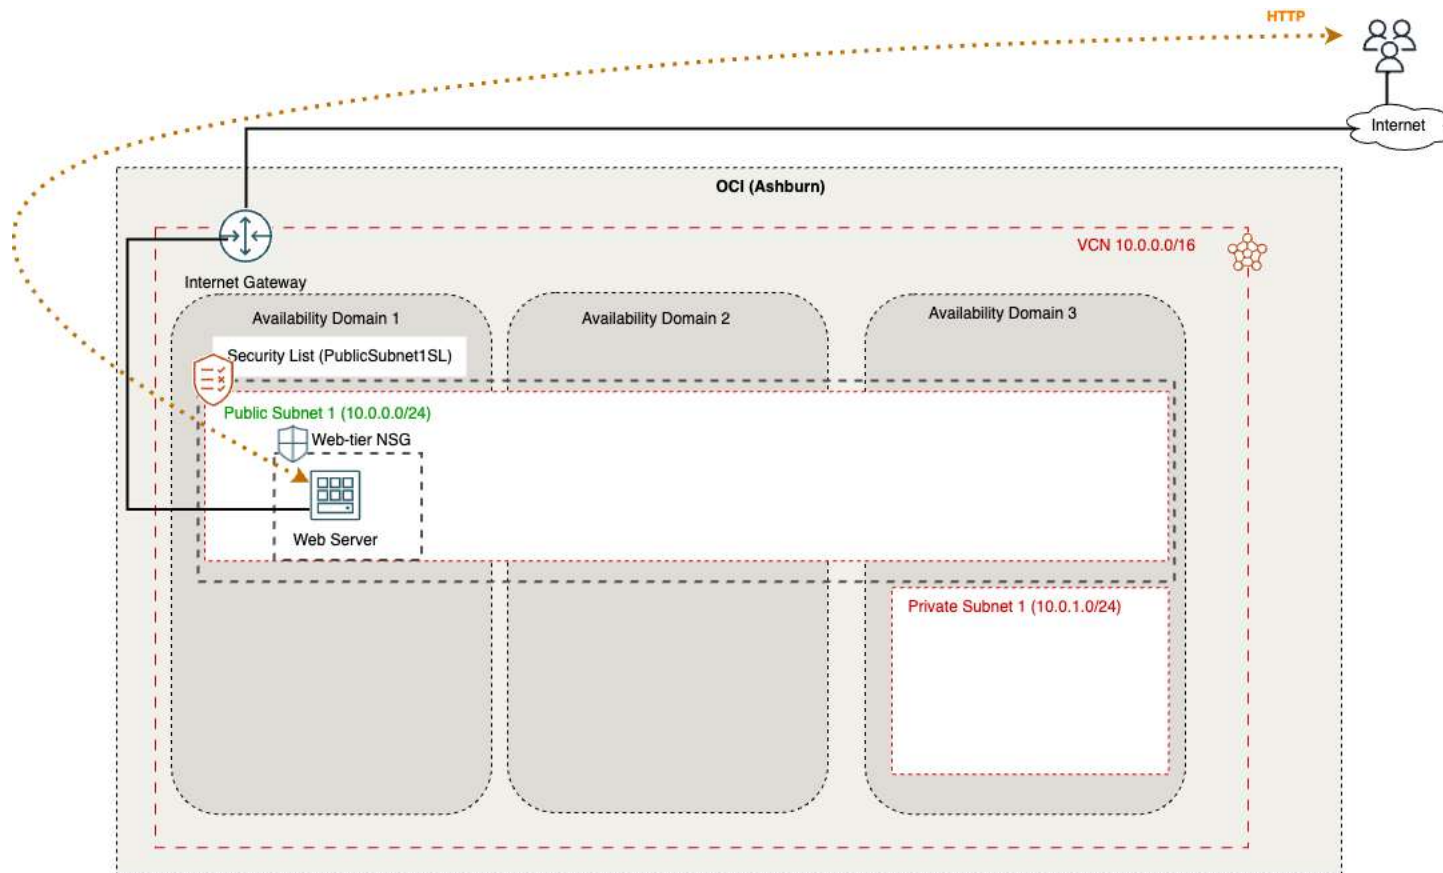 HTTP
Internet
OCI (Ashburn)
VCN 10.0.0.0/16
Internet Gateway
Availability Domain 1
Availability Domain 2
Availability Domain 3
Security List (PublicSubnet1SL)
Public Subnet 1 (10.0.0.0/24)
Web-tier NSG
Web Server
Private Subnet 1 (10.0.1.0/24)